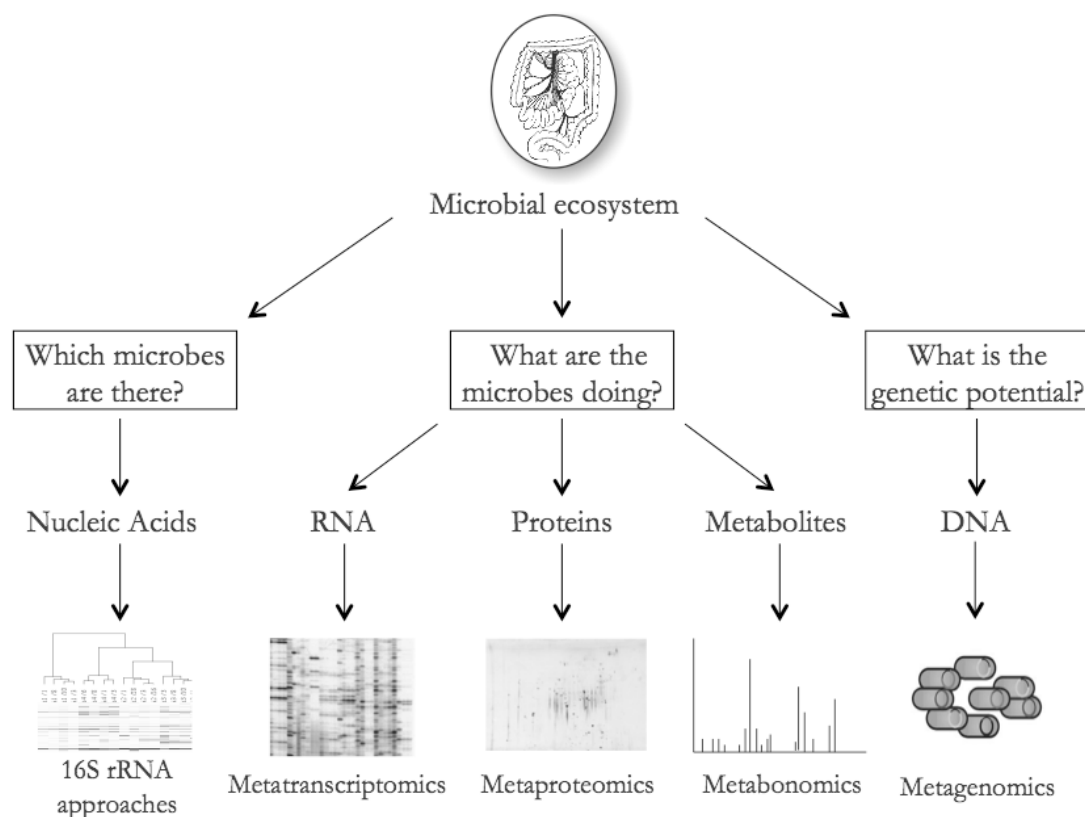 Microbial ecosystem
Which microbes
are there?
What are the
microbes doing?
What is the
genetic potential?
Nucleic Acids
RNA
Proteins
Metabolites
DNA
16S rRNA
approaches
Metatranscriptomics
Metaproteomics
Metabonomics
Metagenomics